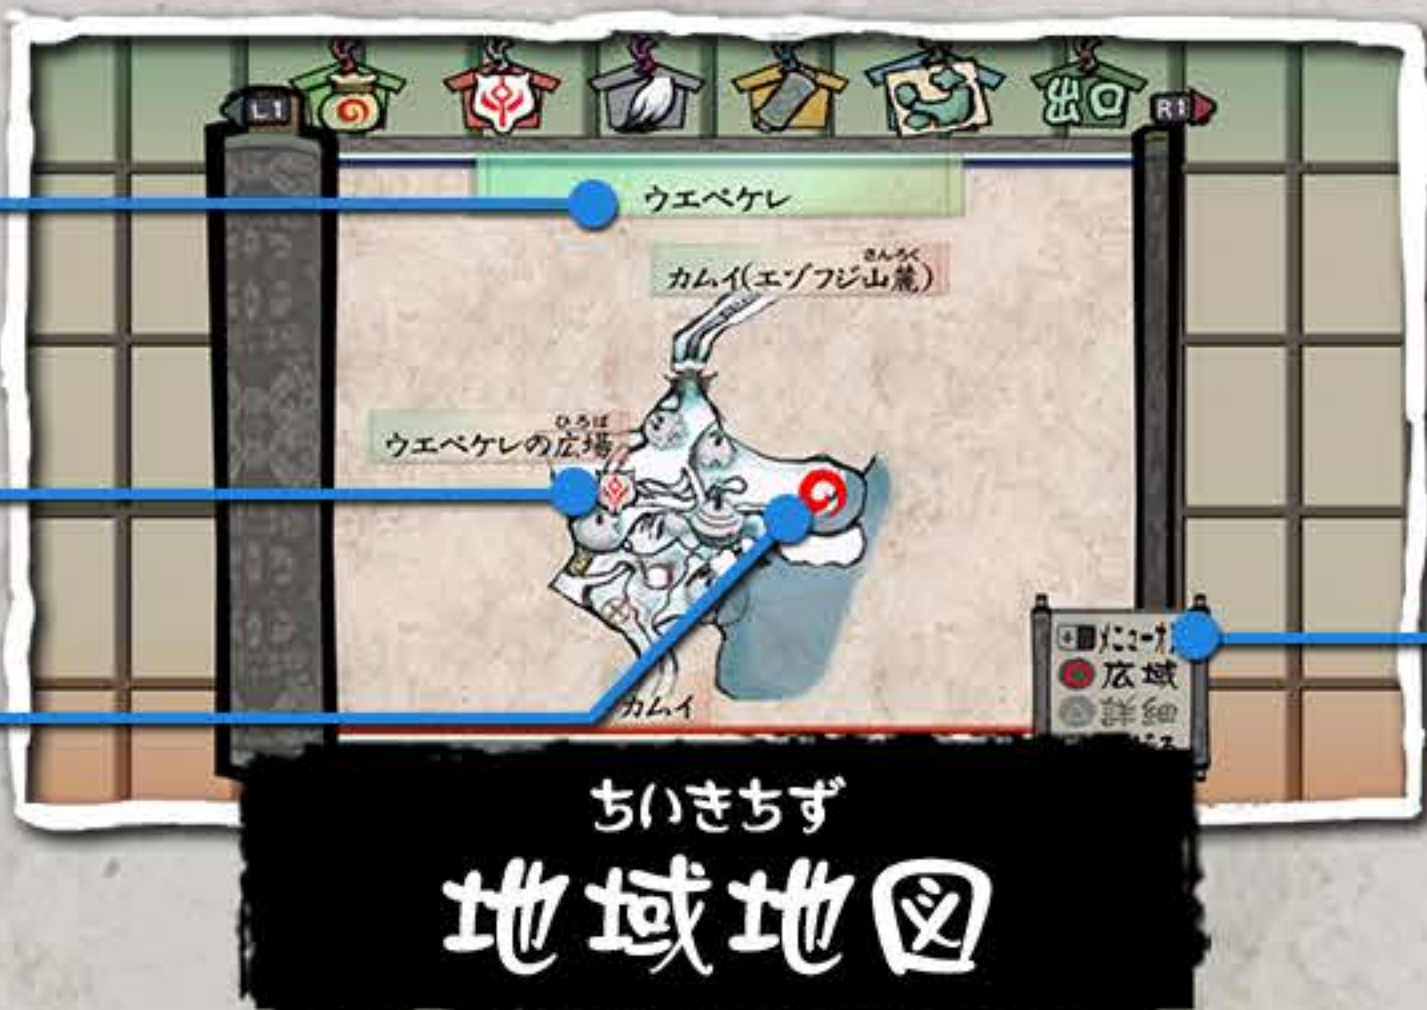 L1
出口
R1
ウエペケレ
さんろく
カムイ(エゾフジ山麓)
ひろば
ウエペケレの広場
メニュー
広域
カムイ
ちいきちず
地域地図